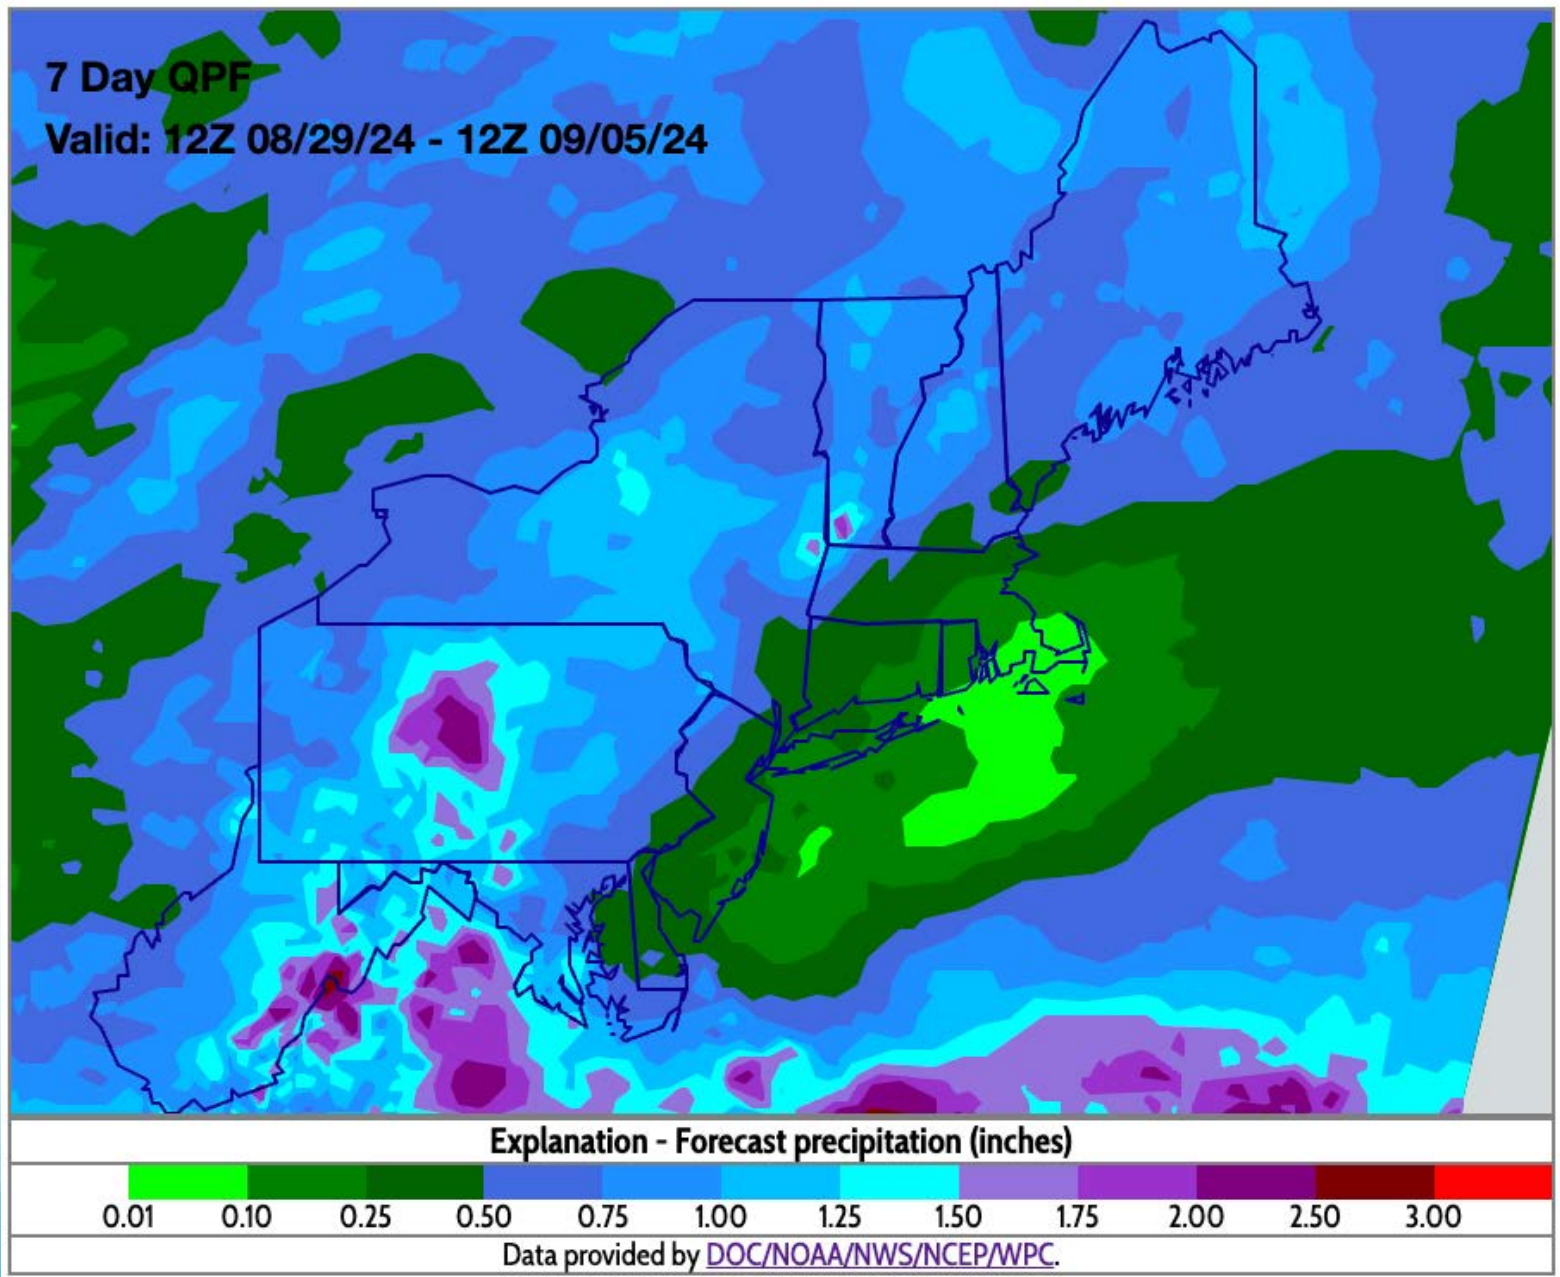 7 Day QPF
Valid: 12Z 08/29/24 - 12Z 09/05/24
Explanation - Forecast precipitation (inches)
0.01 0.10 0.25 0.50 0.75 1.00 1.25 1.50 1.75 2.00 2.50 3.00
Data provided by DOC/NOAA/NWS/NCEP/WPC.